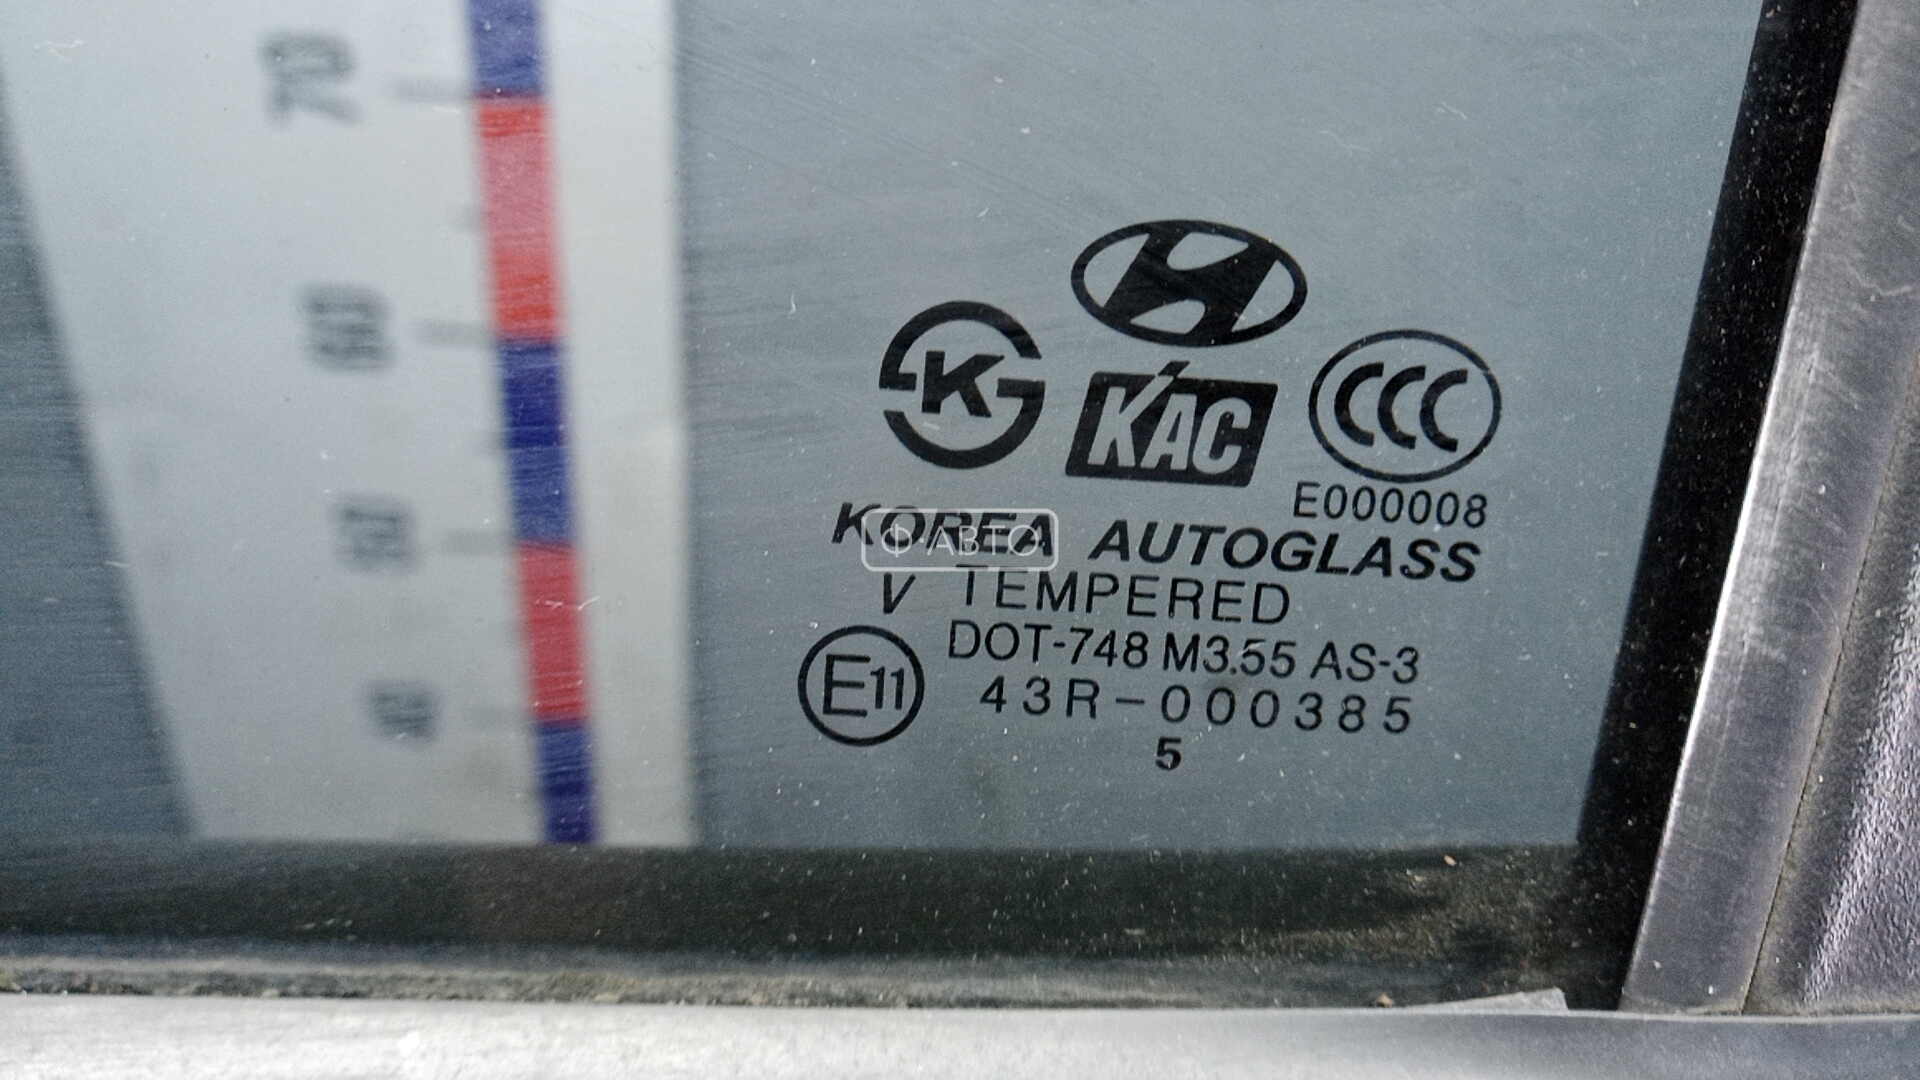 70
60
50
40
K
KAC
CCC
E000008
KOREA AUTOGLASS
Ф АВТО
V TEMPERED
E11
DOT-748 M3.55 AS-3
43R-000385
5